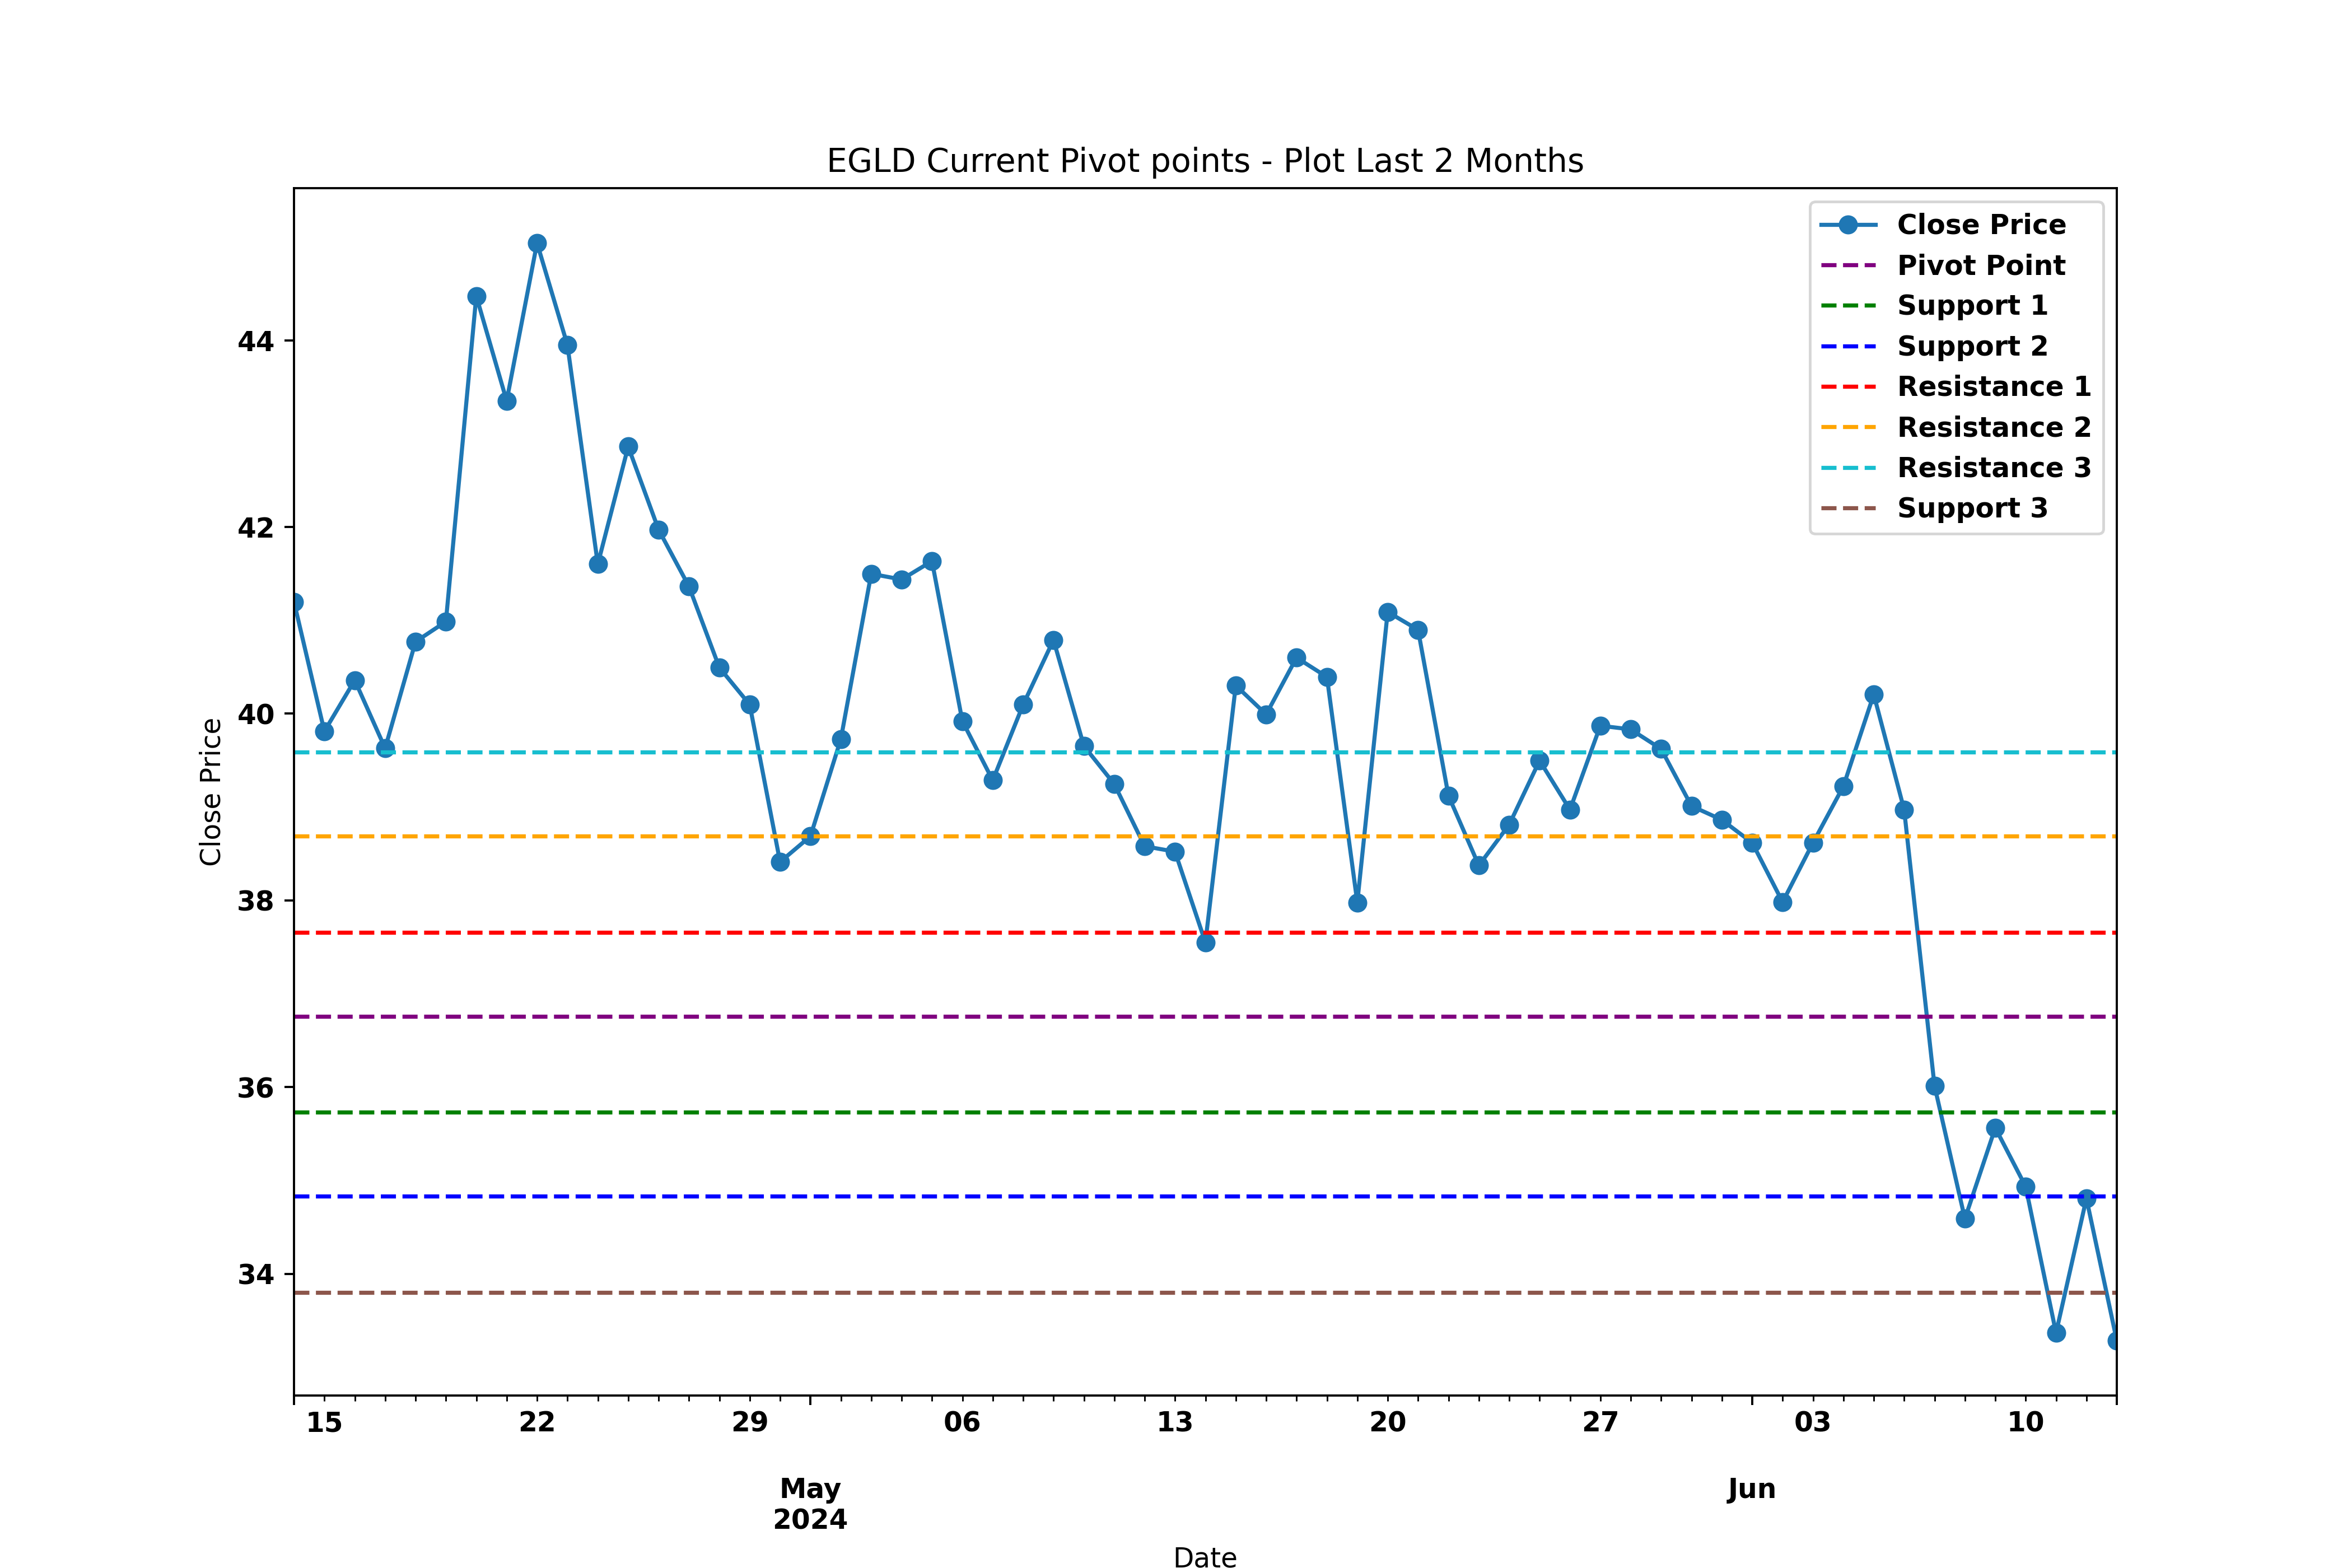 EGLD Current Pivot points - Plot Last 2 Months
Close Price
Pivot Point
Support 1
Support 2
Resistance 1
Resistance 2
Resistance 3
Support 3
44
42
40
38
36
34
Close Price
15 22 29 06 13 20 27 03 10
May Jun
2024
Date